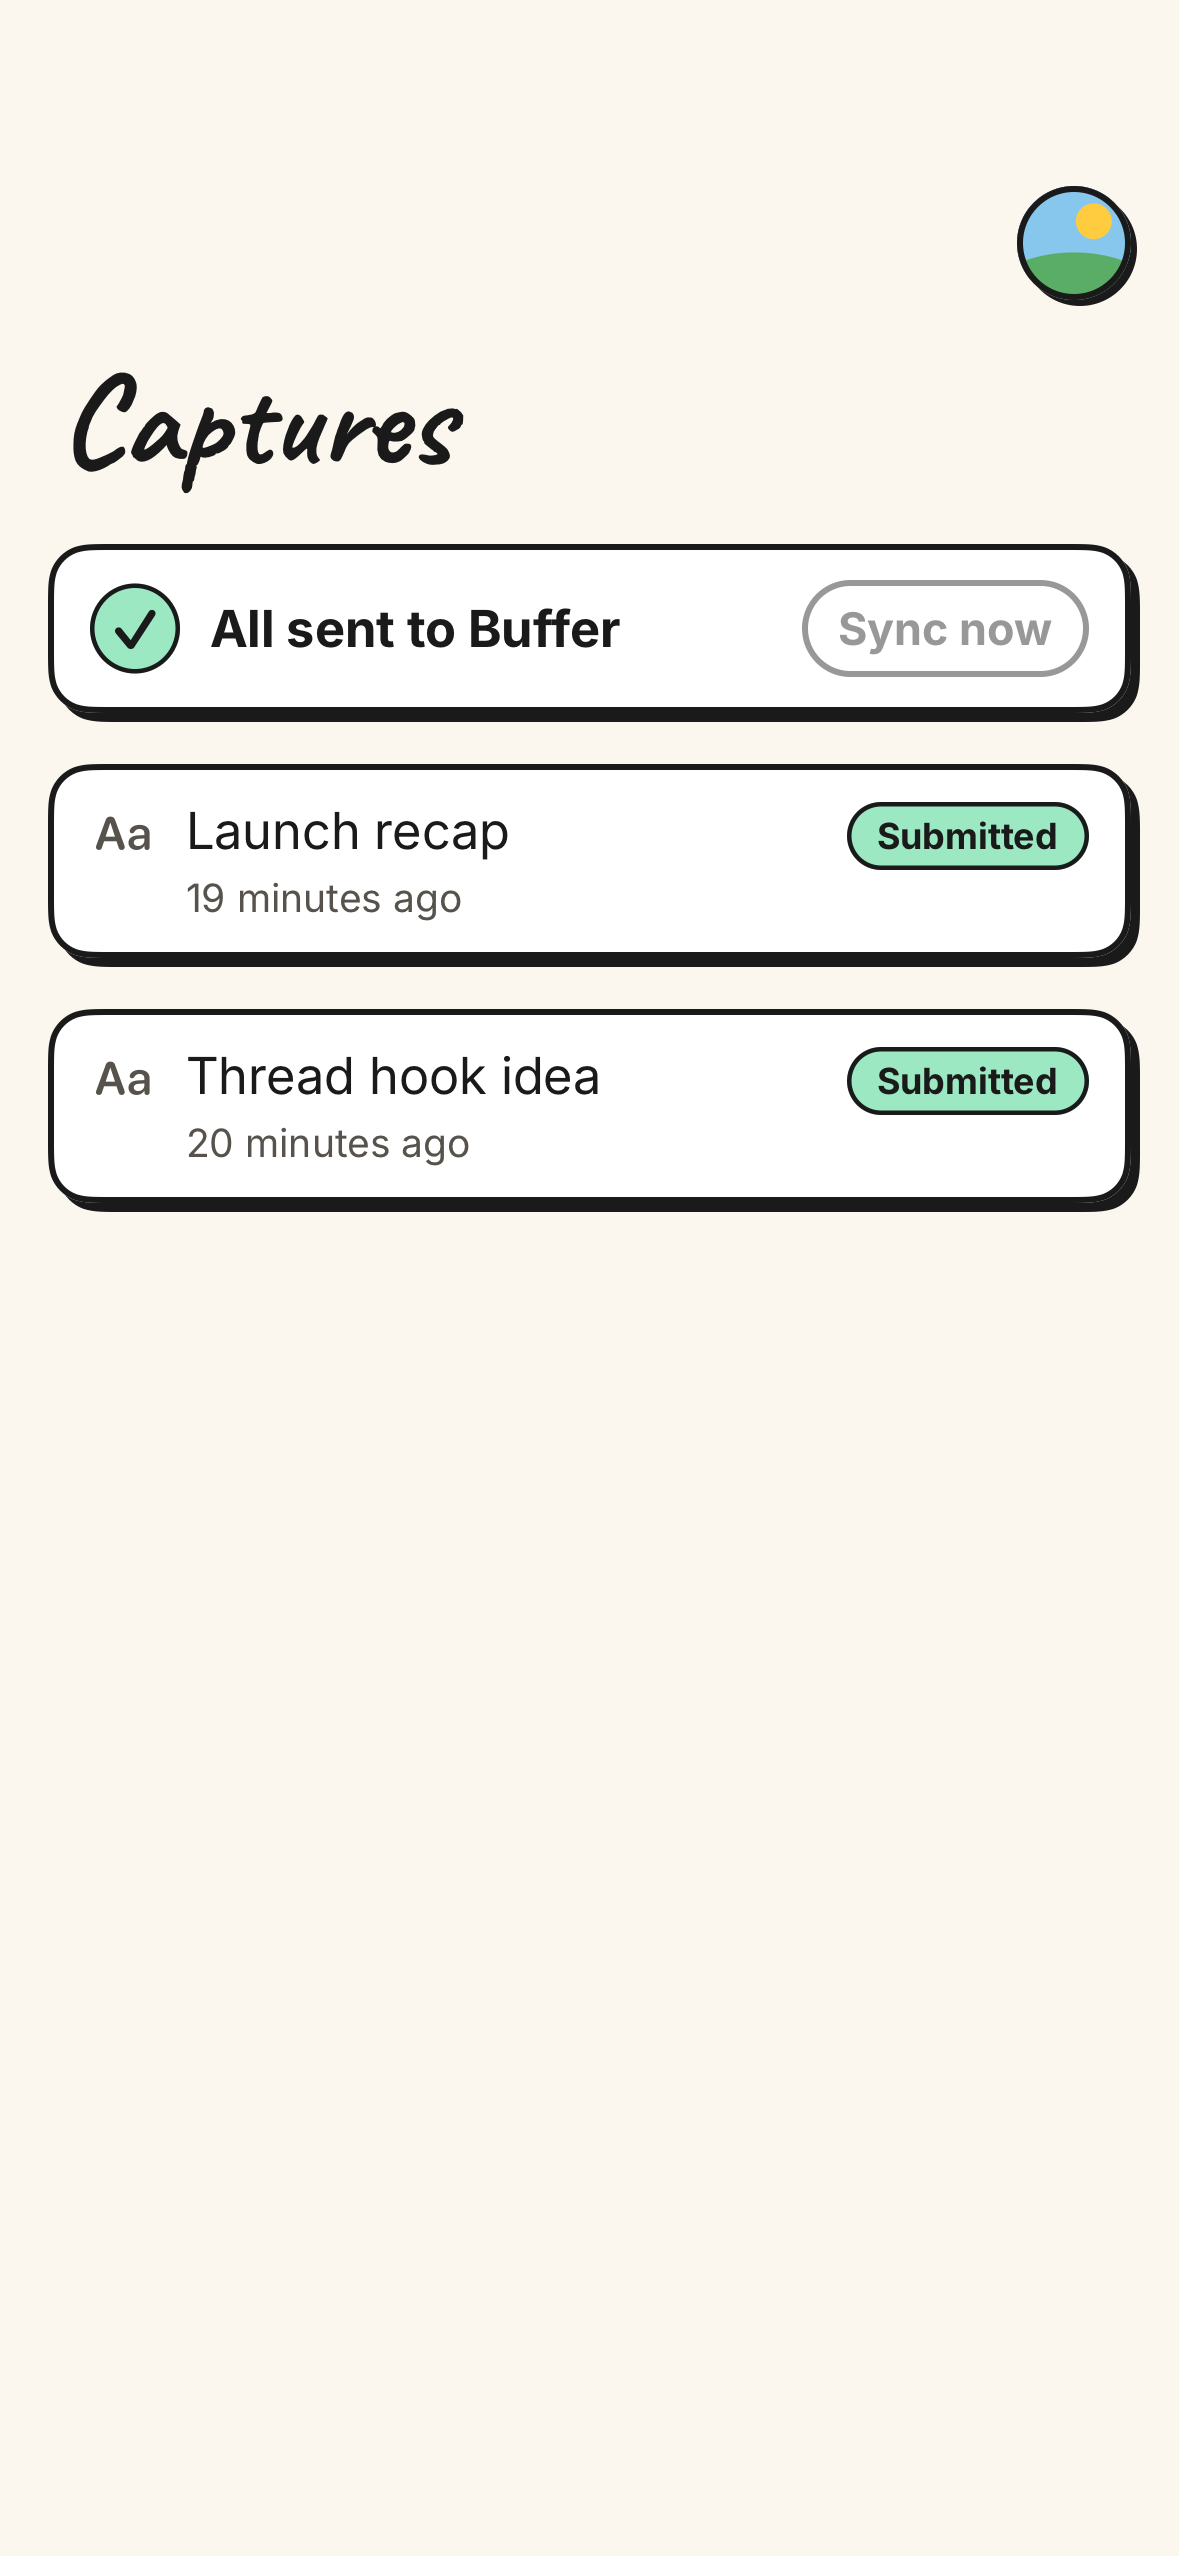 Captures
All sent to Buffer
Sync now
Aa Launch recap
Submitted
19 minutes ago
Aa Thread hook idea
Submitted
20 minutes ago